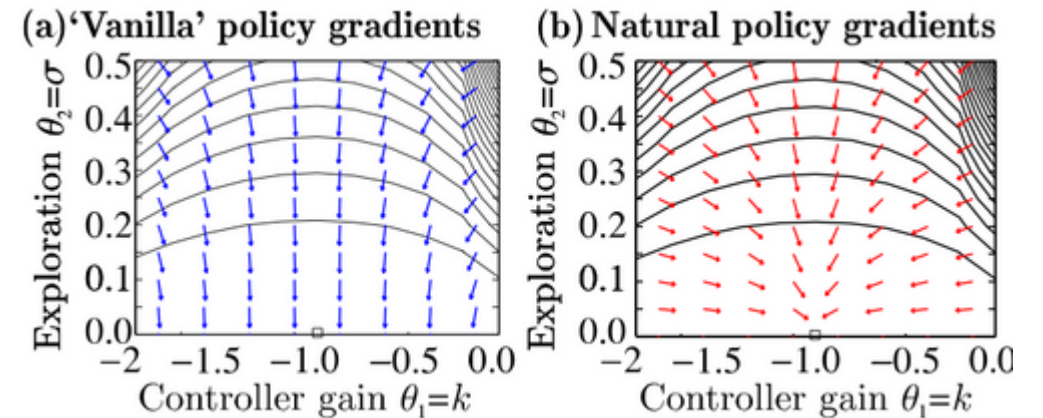 (a) 'Vanilla' policy gradients
Exploration θ₂=σ
0.5
0.4
0.3
0.2
0.1
0.0
−2 −1.5 −1.0 −0.5 0.0
Controller gain θ₁=k
(b) Natural policy gradients
Exploration θ₂=σ
0.5
0.4
0.3
0.2
0.1
0.0
−2 −1.5 −1.0 −0.5 0.0
Controller gain θ₁=k